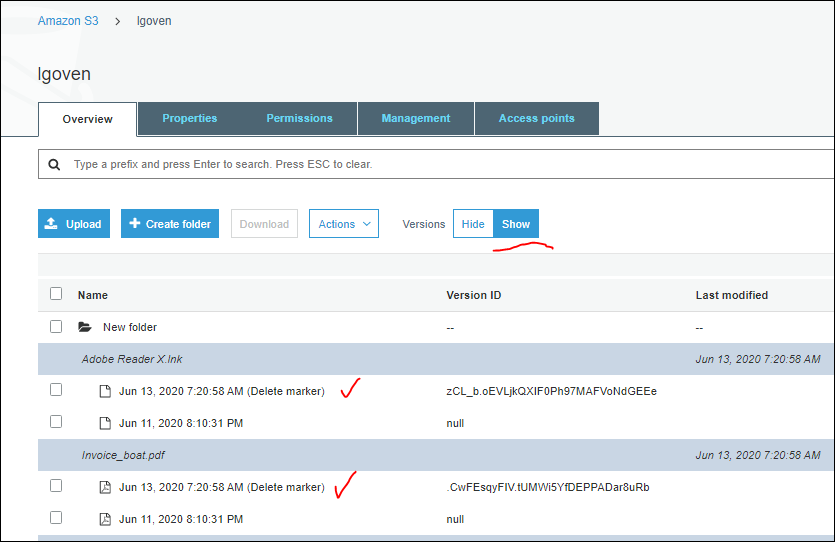 Amazon S3 > lgoven
lgoven
Overview Properties Permissions Management Access points
Type a prefix and press Enter to search. Press ESC to clear.
Upload + Create folder Download Actions Versions Hide Show
Name Version ID Last modified
New folder -- --
Adobe Reader X.lnk Jun 13, 2020 7:20:58 AM
Jun 13, 2020 7:20:58 AM (Delete marker) zCL_b.oEVLjkQXIF0Ph97MAFVoNdGEEe
Jun 11, 2020 8:10:31 PM null
Invoice_boat.pdf Jun 13, 2020 7:20:58 AM
Jun 13, 2020 7:20:58 AM (Delete marker) .CwFEsqyFIV.tUMWi5YfDEPPADar8uRb
Jun 11, 2020 8:10:31 PM null